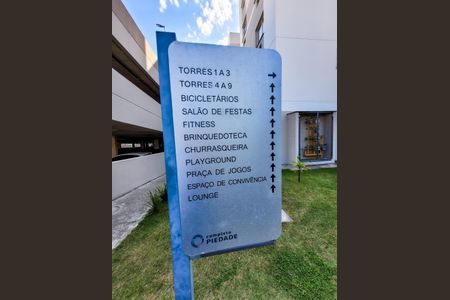 TORRES 1 A 3
TORRES 4 A 9
BICICLETÁRIOS
SALÃO DE FESTAS
FITNESS
BRINQUEDOTECA
CHURRASQUEIRA
PLAYGROUND
PRAÇA DE JOGOS
ESPAÇO DE CONVIVÊNCIA
LOUNGE
completo
PIEDADE